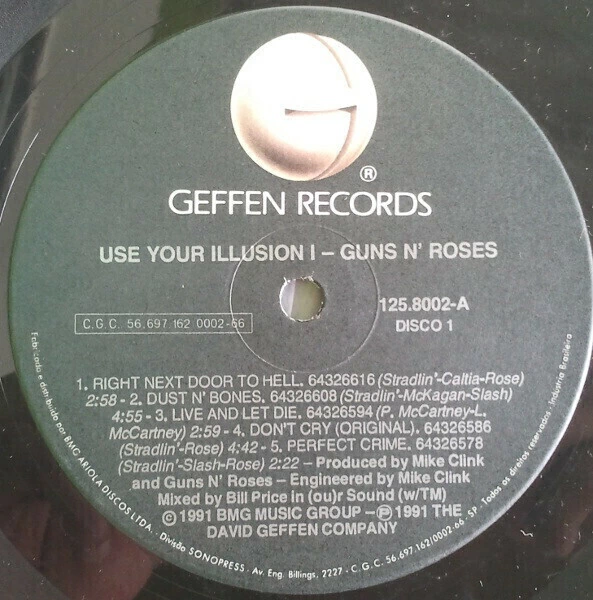 ®
GEFFEN RECORDS
USE YOUR ILLUSION I – GUNS N' ROSES
125.8002-A
C.G.C. 56.697.162 0002-66
DISCO 1
1. RIGHT NEXT DOOR TO HELL. 64326616 (Stradlin'-Caltia-Rose)
2:58 - 2. DUST N' BONES. 64326608 (Stradlin'-McKagan-Slash)
4:55 - 3. LIVE AND LET DIE. 64326594 (P. McCartney-L.
McCartney) 2:59 - 4. DON'T CRY (ORIGINAL). 64326586
(Stradlin'-Rose) 4:42 - 5. PERFECT CRIME. 64326578
(Stradlin'-Slash-Rose) 2:22 – Produced by Mike Clink
and Guns N' Roses – Engineered by Mike Clink
Mixed by Bill Price in (ou)r Sound (w/TM)
© 1991 BMG MUSIC GROUP – ℗ 1991 THE
DAVID GEFFEN COMPANY
Fabricado e distribuído por BMG ARIOLA DISCOS LTDA. - Divisão SONOPRESS - Av. Eng. Billings, 2227 - C.G.C. 56.697.162/0002-66 - SP - Todos os direitos reservados - Indústria Brasileira